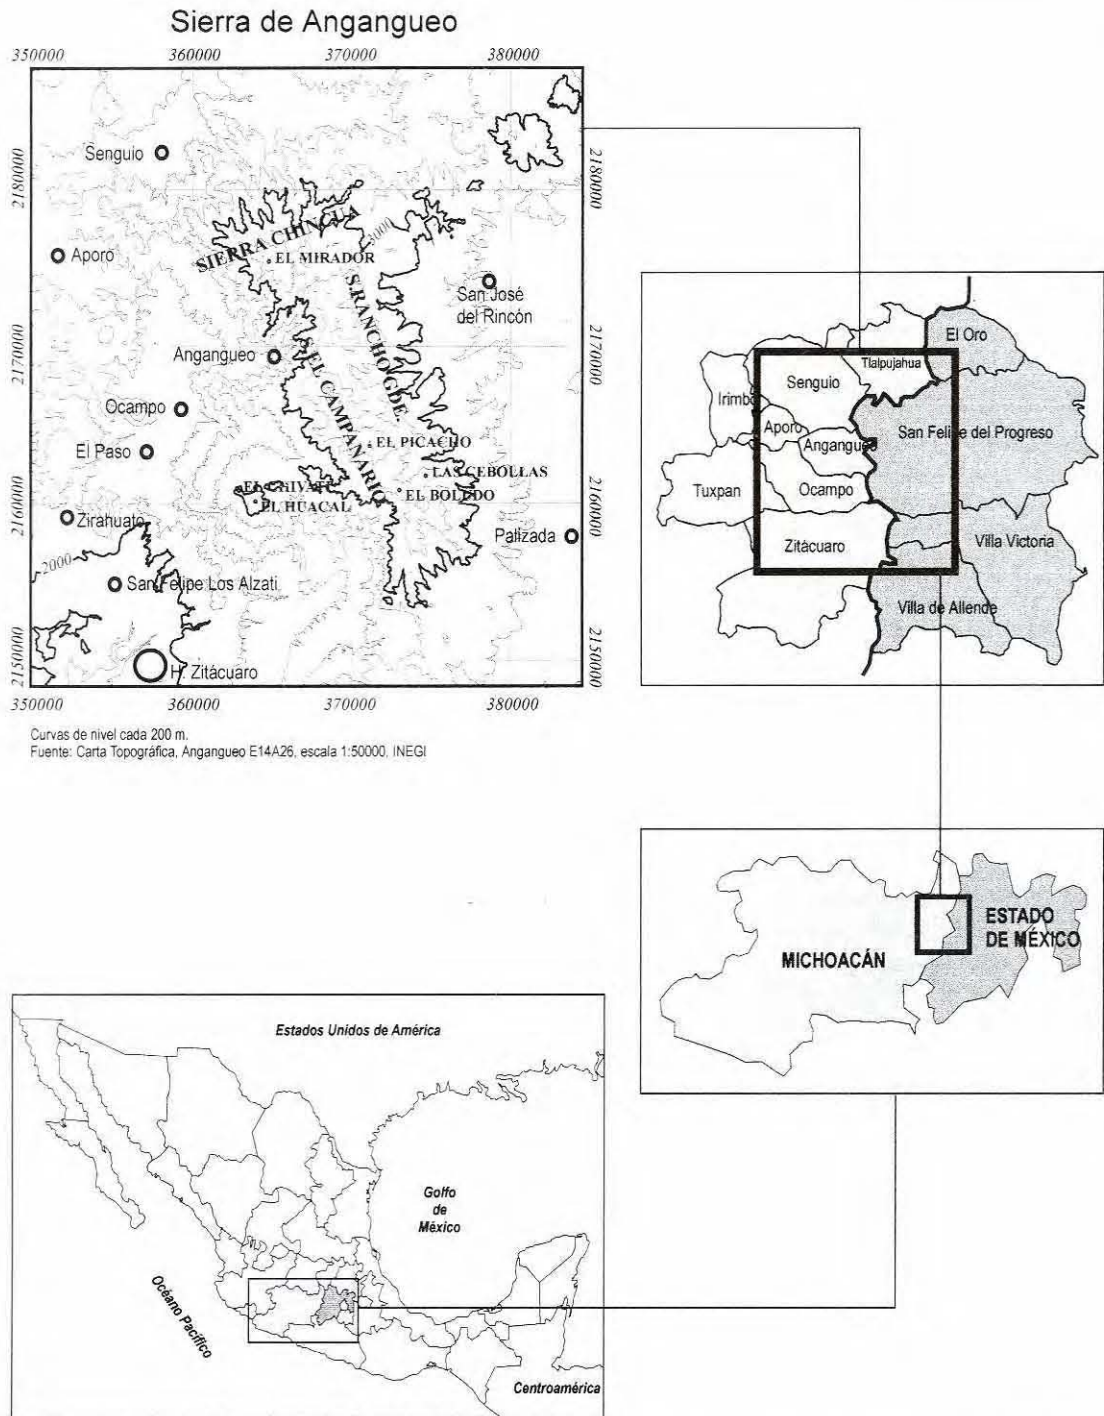 Sierra de Angangueo
350000
360000
370000
380000
Senguio
2180000
2180000
SIERRA CHINCUA
3000
Aporo
EL MIRADOR
San José
del Rincón
S.RANCHO GDE.
2170000
2170000
Angangueo
S.EL CAMPANARIO
Ocampo
El Paso
EL PICACHO
LAS CEBOLLAS
EL HUACAL
2160000
2160000
Zirahuato
Palizada
2000
San Felipe Los Alzati
2150000
2150000
H. Zitácuaro
350000
360000
370000
380000
Curvas de nivel cada 200 m.
Fuente: Carta Topográfica, Angangueo E14A26, escala 1:50000, INEGI
El Oro
Tlalpujahua
Senguio
Irimbo
Aporo
San Felipe del Progreso
Angangueo
Tuxpan
Ocampo
Zitácuaro
Villa Victoria
Villa de Allende
ESTADO
DE MÉXICO
MICHOACÁN
Estados Unidos de América
Golfo
de
México
Océano Pacífico
Centroamérica